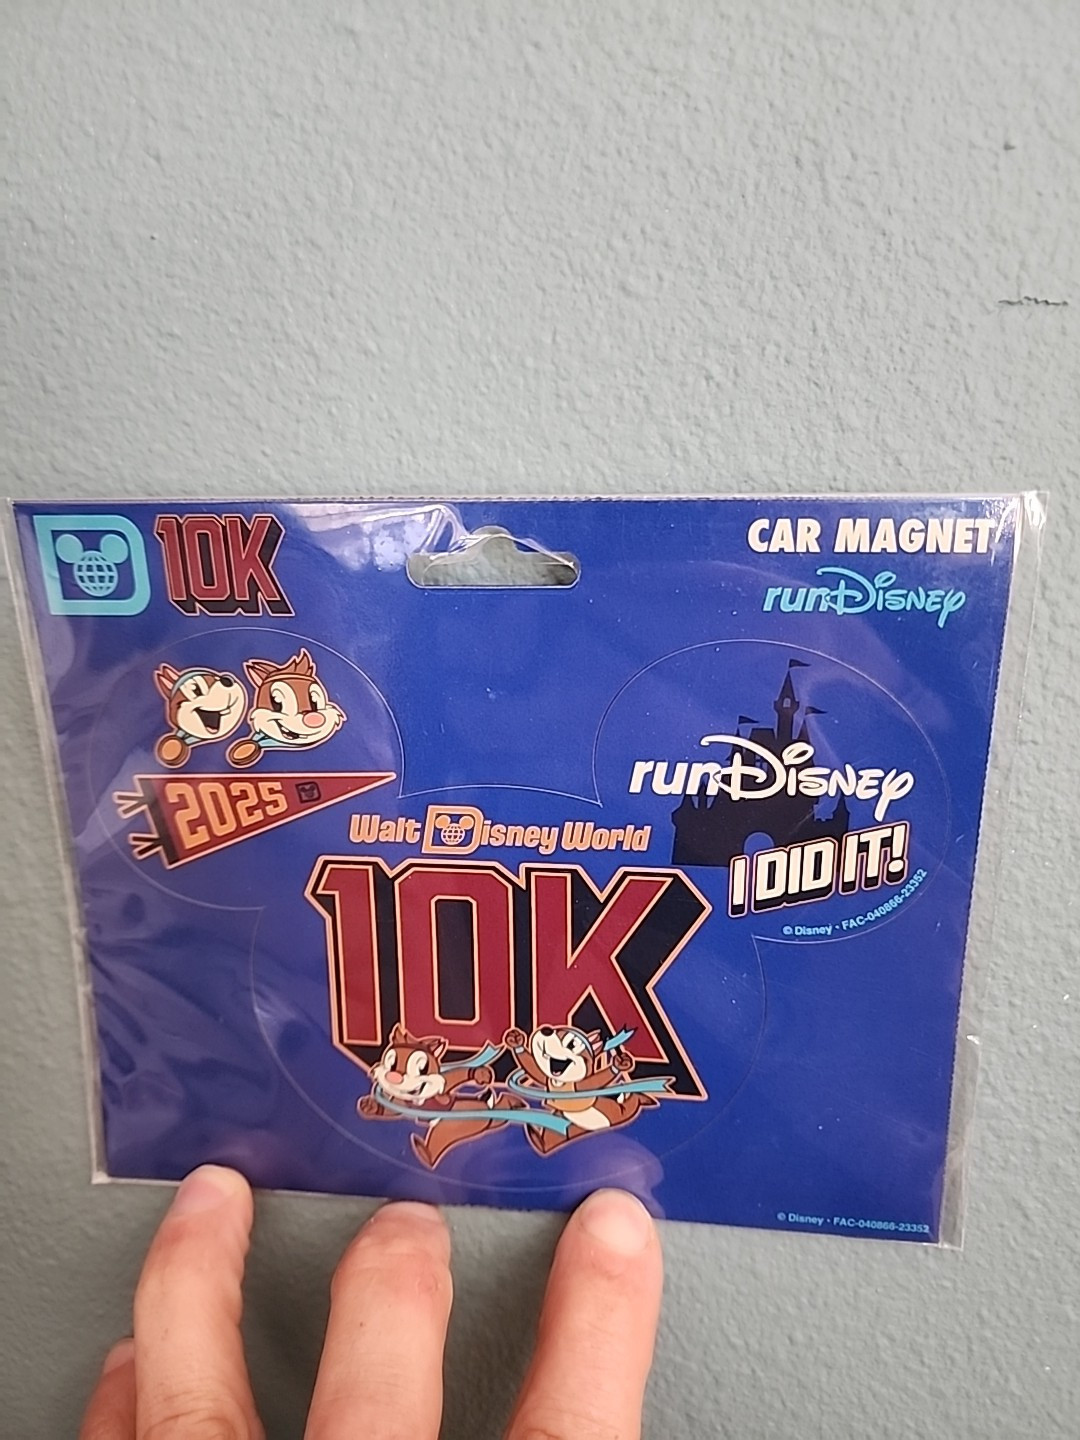 10K
CAR MAGNET
runDisney
2025
Walt Disney World
10K
runDisney
I DID IT!
© Disney • FAC-040866-23352
© Disney • FAC-040866-23352